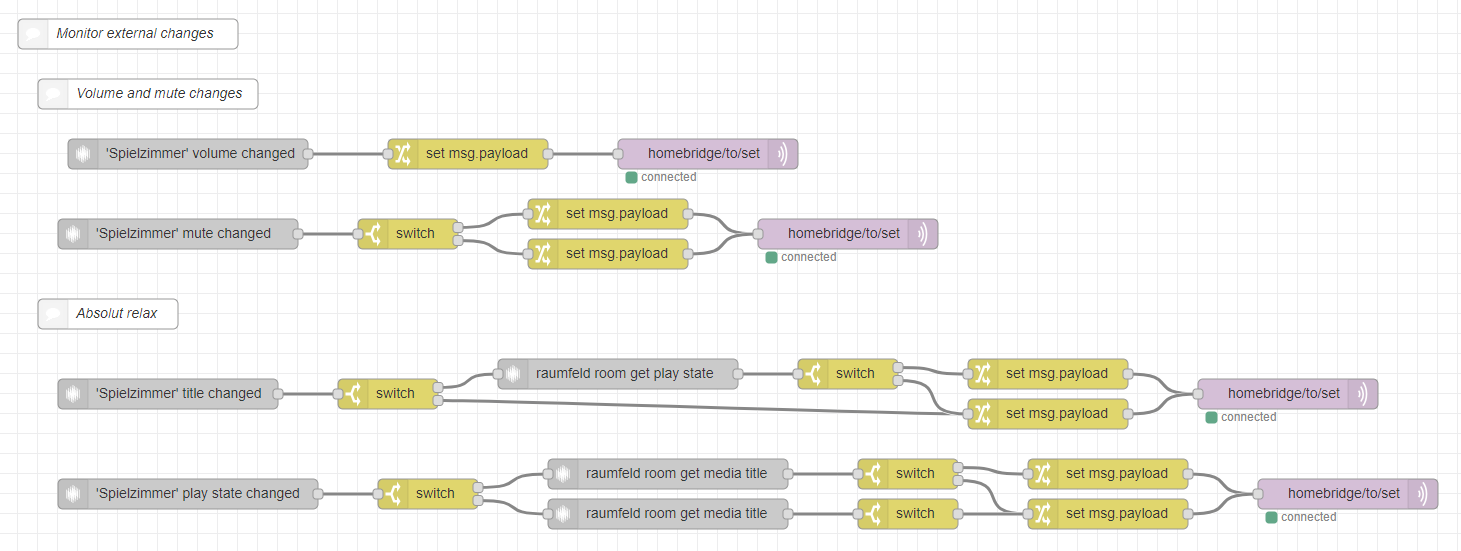 Monitor external changes
Volume and mute changes
'Spielzimmer' volume changed
set msg.payload
homebridge/to/set
connected
'Spielzimmer' mute changed
switch
set msg.payload
set msg.payload
homebridge/to/set
connected
Absolut relax
'Spielzimmer' title changed
switch
raumfeld room get play state
switch
set msg.payload
set msg.payload
homebridge/to/set
connected
'Spielzimmer' play state changed
switch
raumfeld room get media title
switch
set msg.payload
raumfeld room get media title
switch
set msg.payload
homebridge/to/set
connected